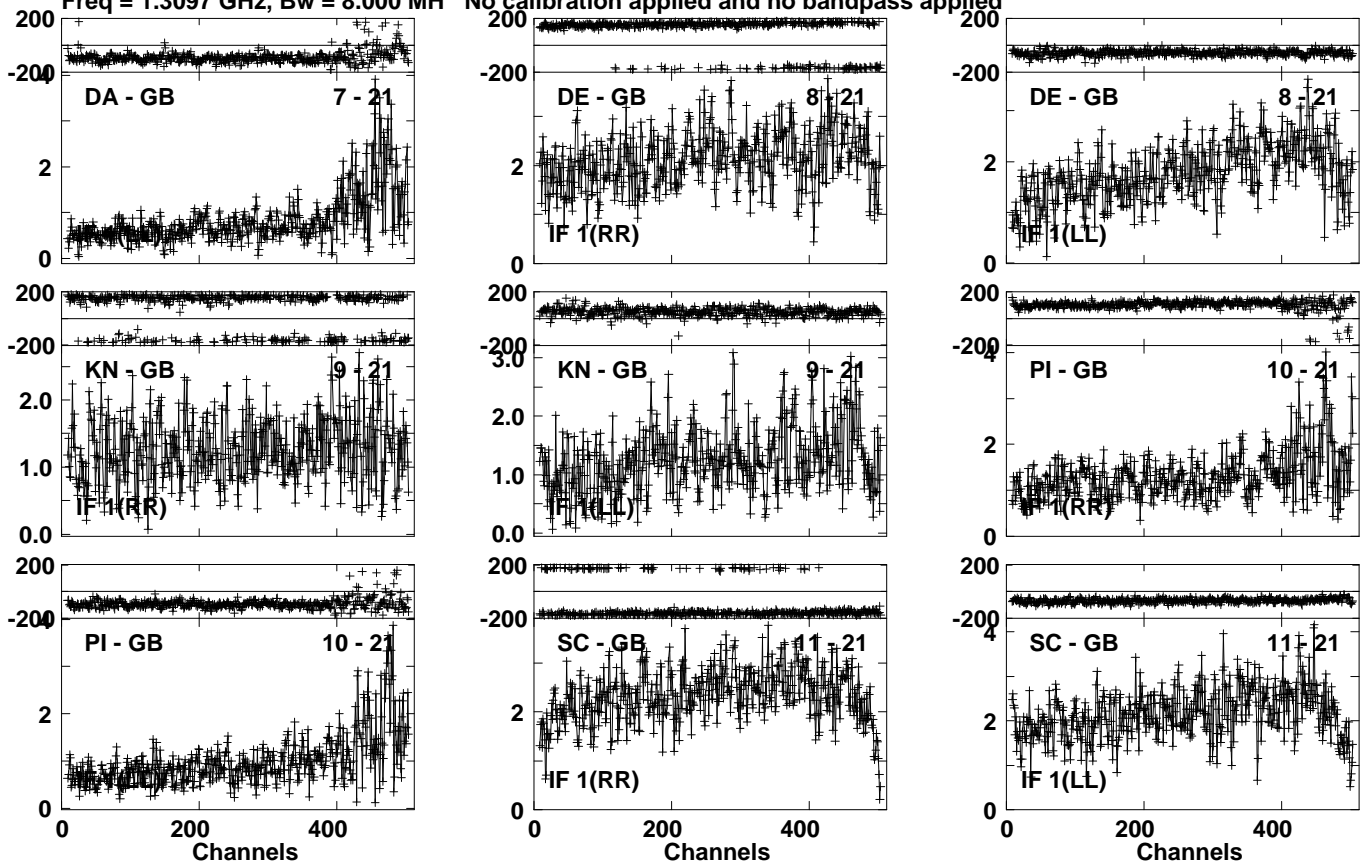 Freq = 1.3097 GHz, Bw = 8.000 MH No calibration applied and no bandpass applied
200
-200
4
2
0
DA - GB 7 - 21
200
-200
2
0
DE - GB 8 - 21
IF 1(RR)
200
-200
2
0
DE - GB 8 - 21
IF 1(LL)
200
-200
2.0
1.0
0.0
KN - GB 9 - 21
IF 1(RR)
200
-200
3.0
2.0
1.0
0.0
KN - GB 9 - 21
IF 1(LL)
200
-200
4
2
0
PI - GB 10 - 21
IF 1(RR)
200
-200
4
2
0
PI - GB 10 - 21
0 200 400
Channels
200
-200
2
0
SC - GB 11 - 21
IF 1(RR)
0 200 400
Channels
200
-200
4
2
0
SC - GB 11 - 21
IF 1(LL)
0 200 400
Channels